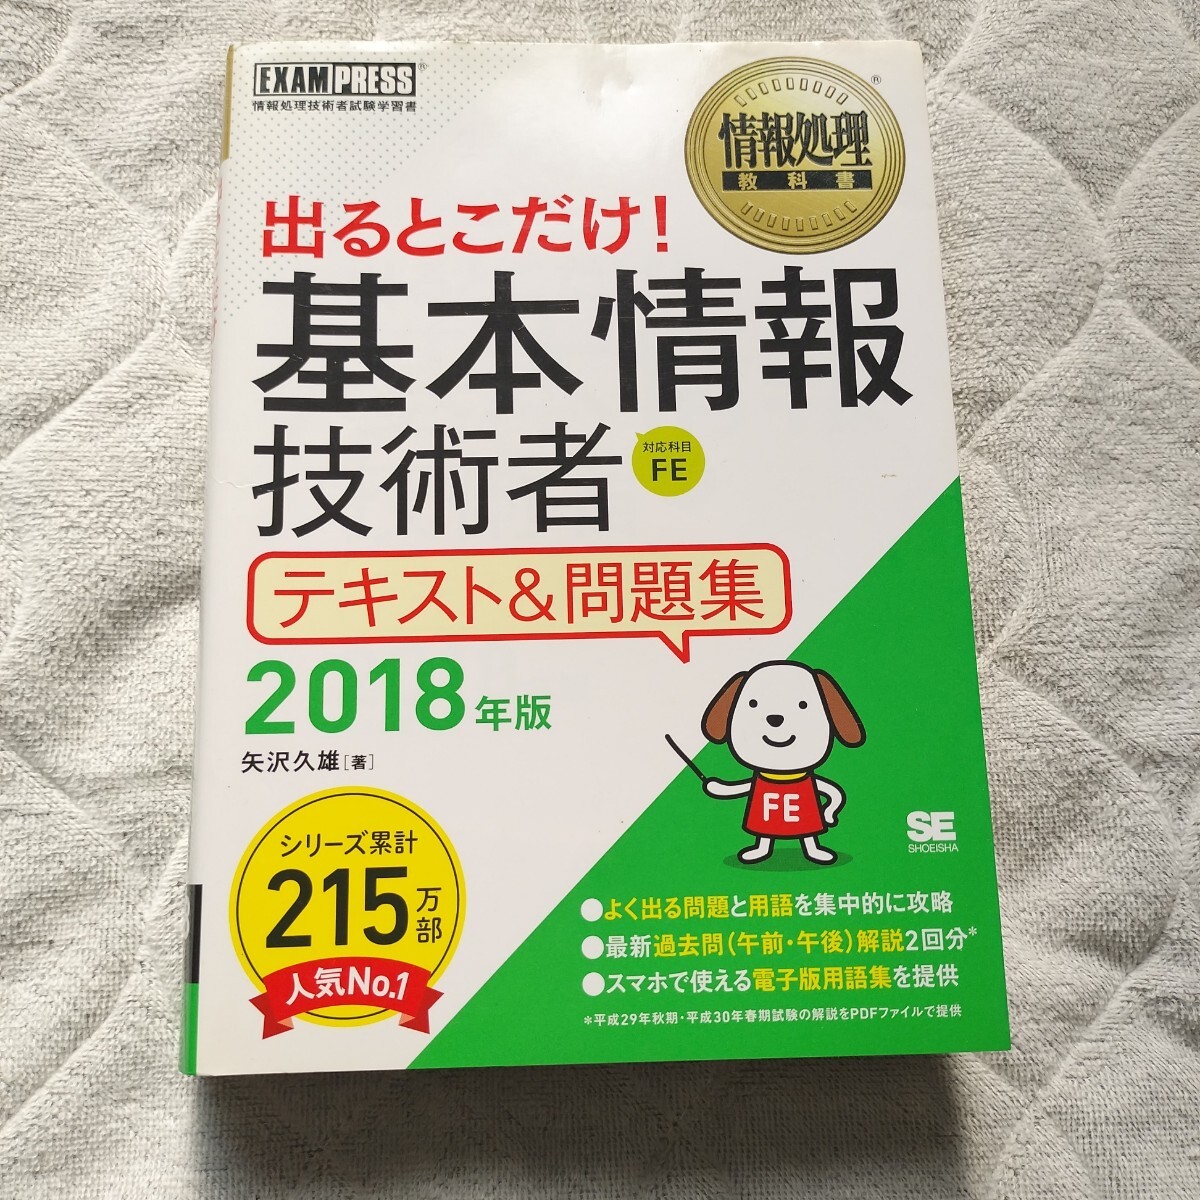 EXAMPRESS®
情報処理技術者試験学習書
情報処理®
教科書
出るとこだけ!
基本情報
技術者
対応科目
FE
テキスト&問題集
2018年版
矢沢久雄[著]
FE
シリーズ累計
215万部
人気No.1
SE
SHOEISHA
●よく出る問題と用語を集中的に攻略
●最新過去問(午前・午後)解説2回分*
●スマホで使える電子版用語集を提供
*平成29年秋期・平成30年春期試験の解説をPDFファイルで提供